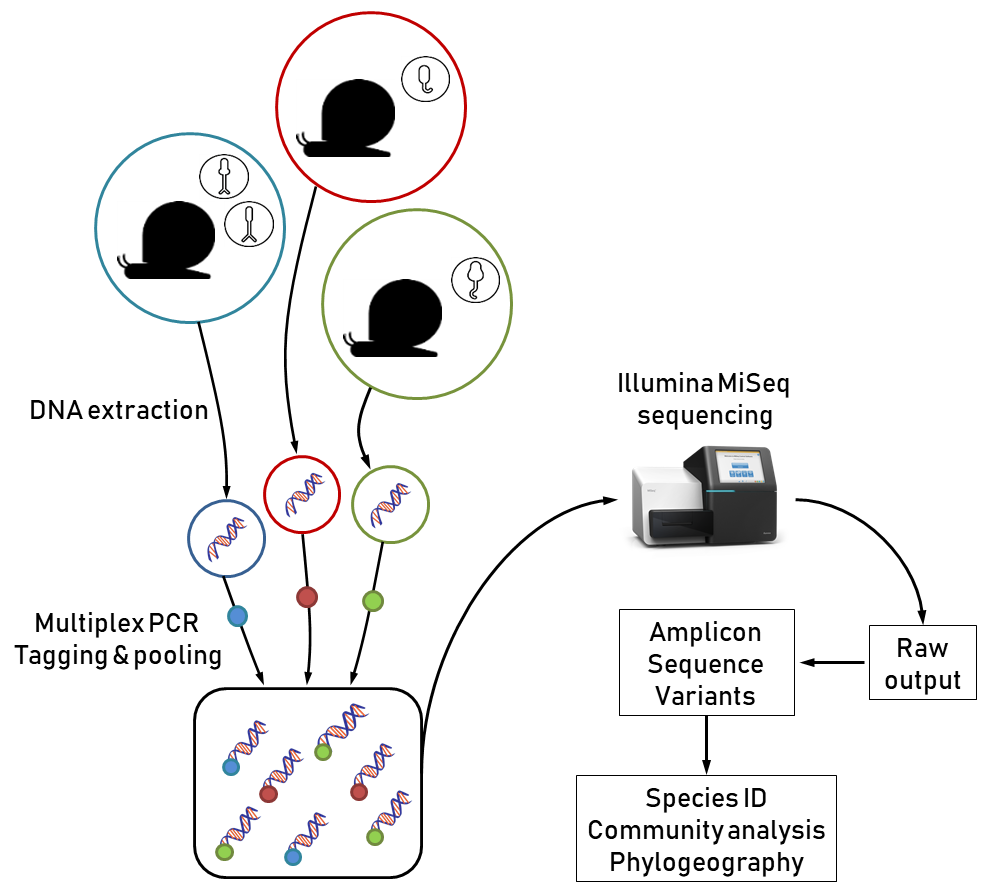 DNA extraction
Multiplex PCR
Tagging & pooling
Illumina MiSeq
sequencing
Raw
output
Amplicon
Sequence
Variants
Species ID
Community analysis
Phylogeography